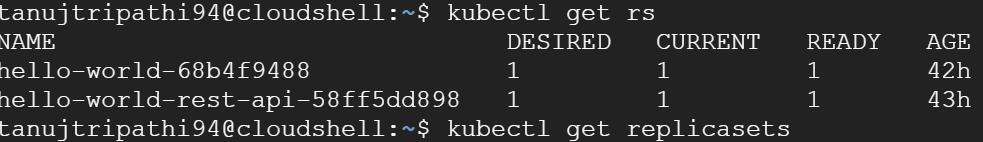 tanujtripathi94@cloudshell:~$ kubectl get rs
NAME DESIRED CURRENT READY AGE
hello-world-68b4f9488 1 1 1 42h
hello-world-rest-api-58ff5dd898 1 1 1 43h
tanujtripathi94@cloudshell:~$ kubectl get replicasets